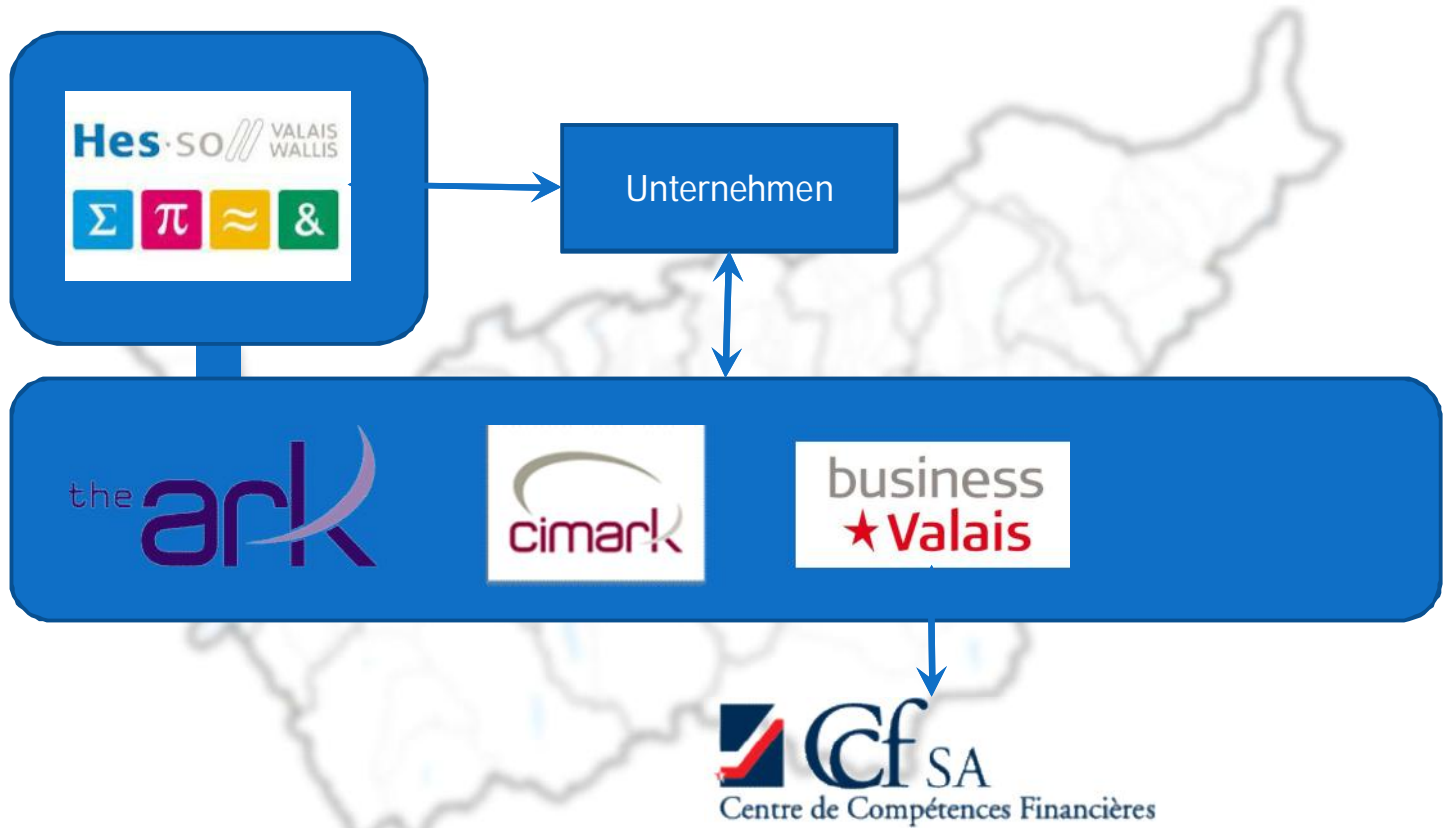 Hes·so// VALAIS
WALLIS
Σ π ≈ &
Unternehmen
the ark
cimark
business
★Valais
Ccf SA
Centre de Compétences Financières